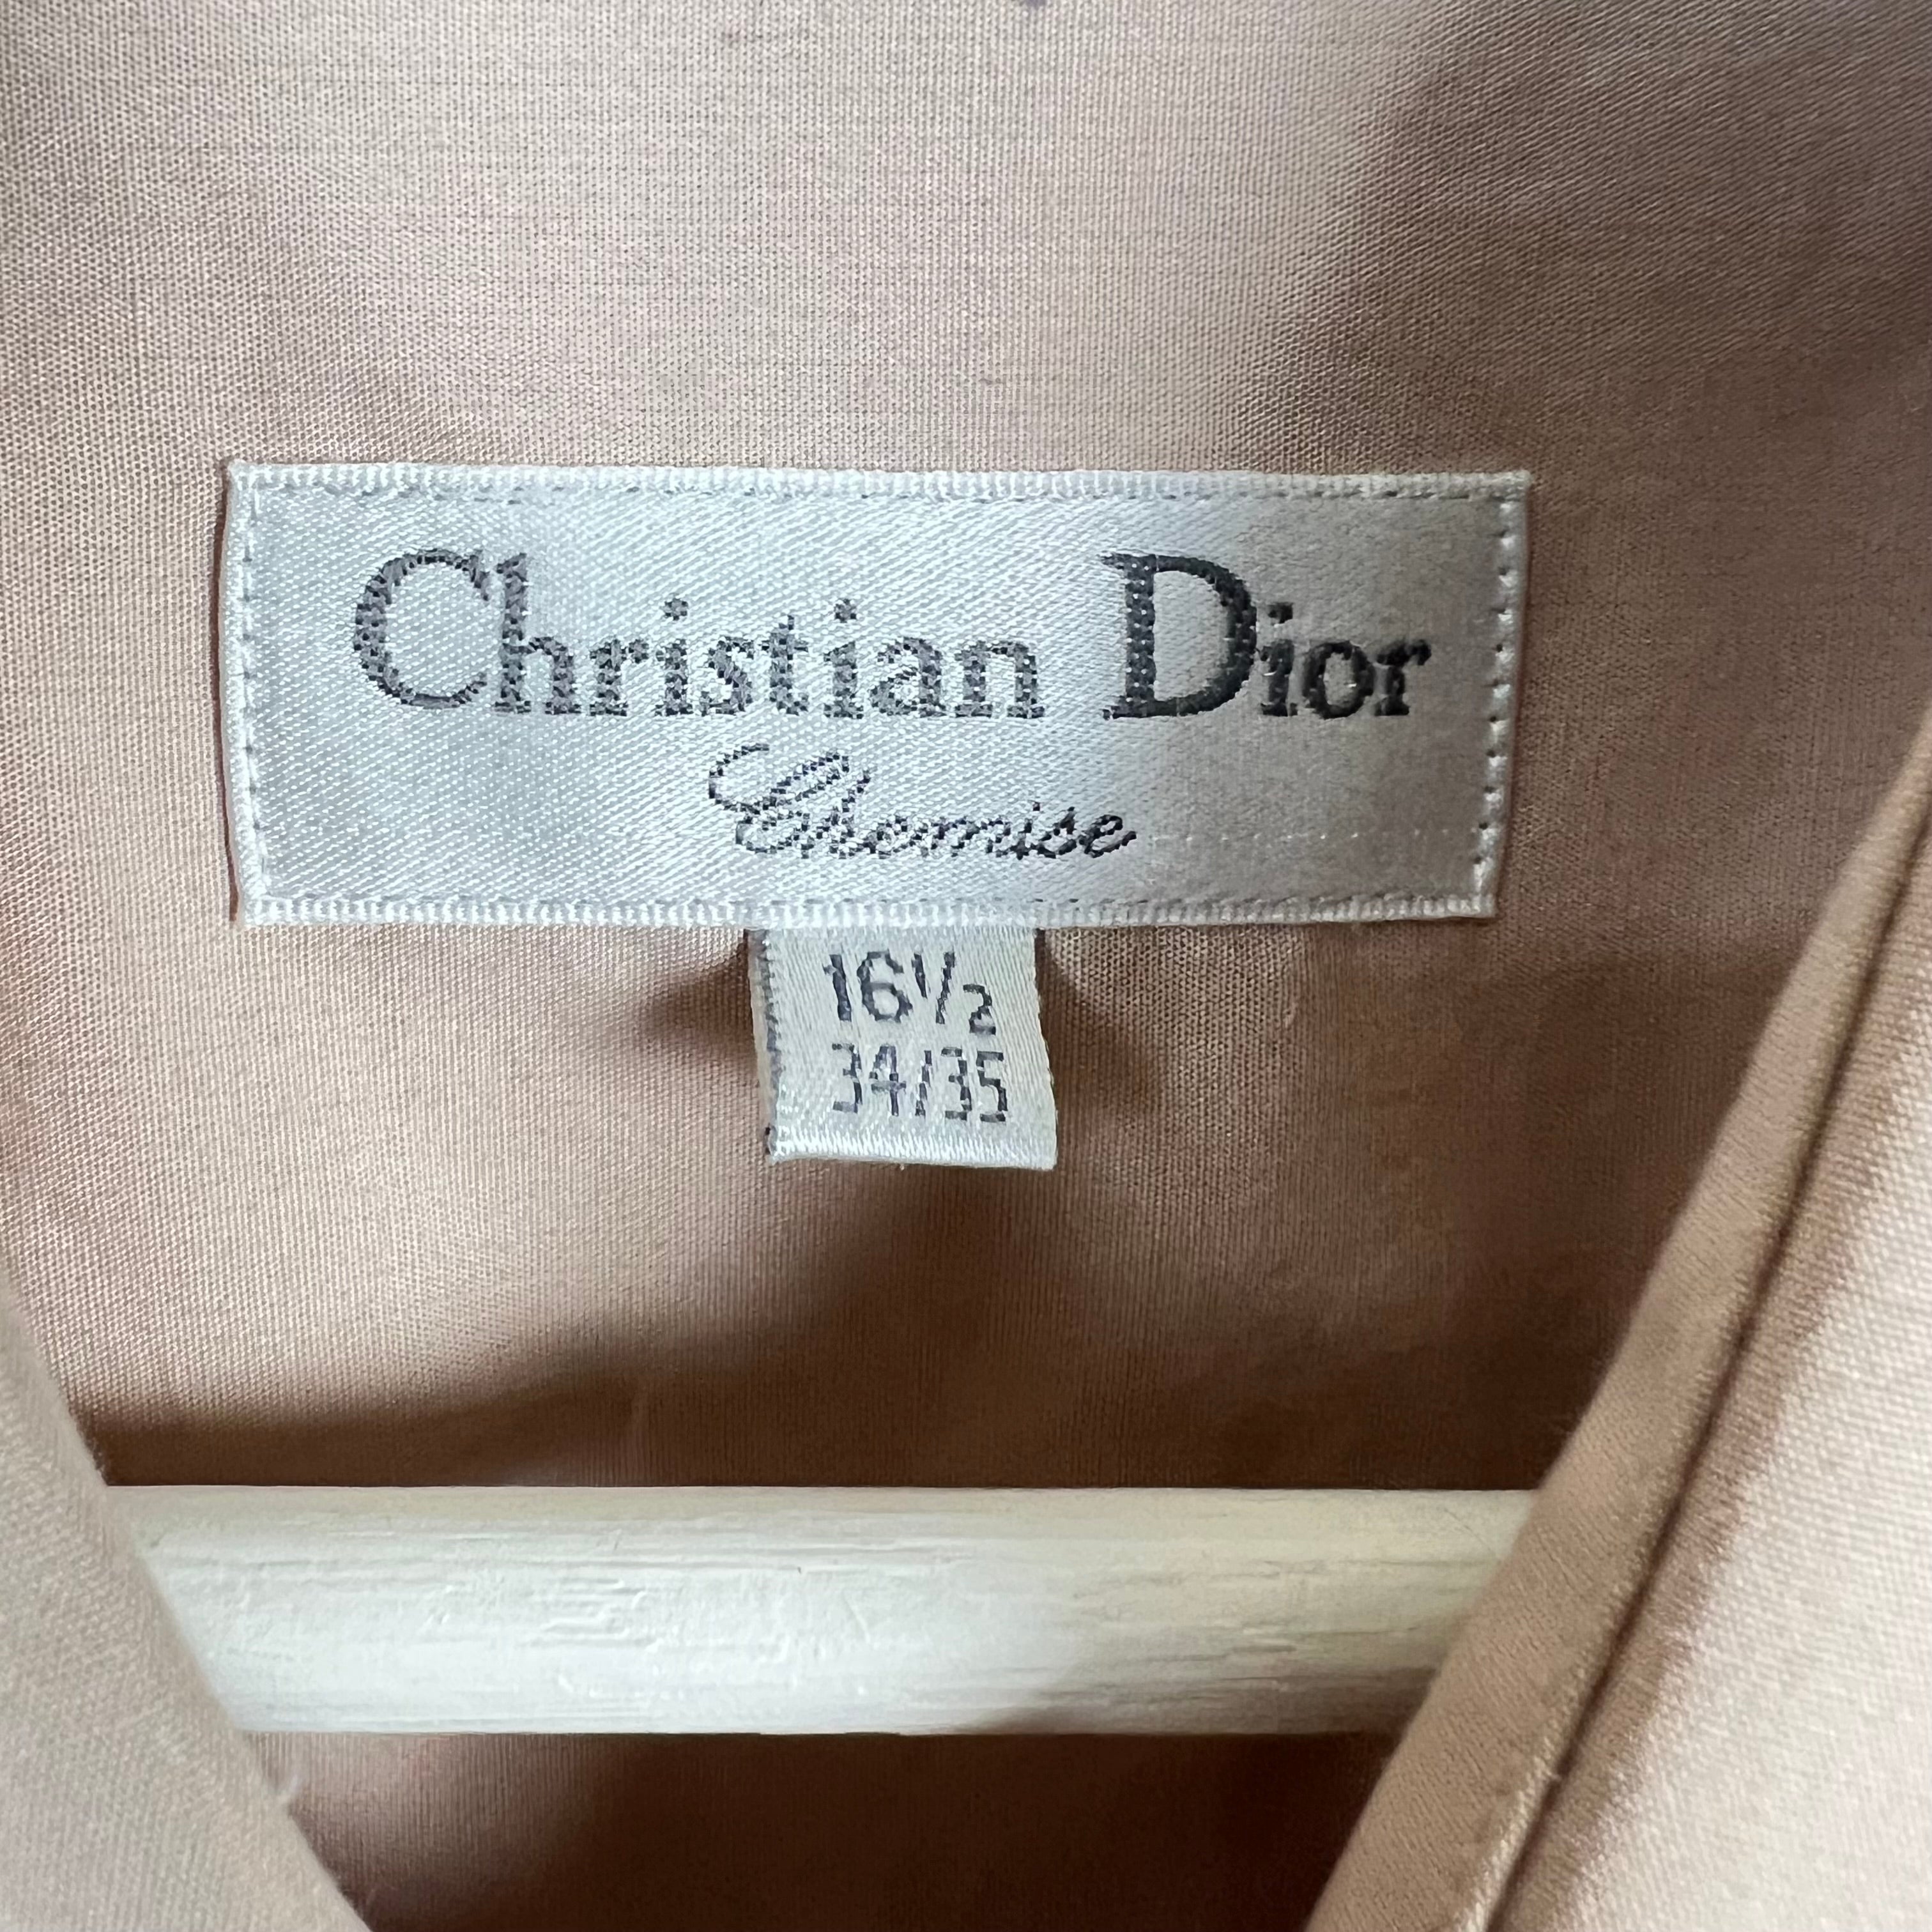 Christian Dior
Chemise
16½
34/35